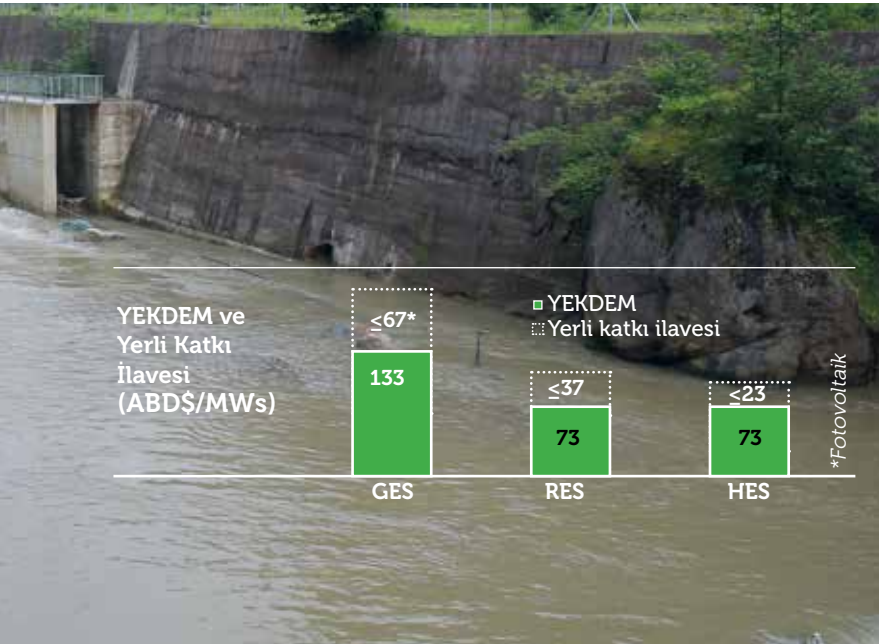 YEKDEM ve
Yerli Katkı
İlavesi
(ABD$/MWs)
YEKDEM
Yerli katkı ilavesi
≤67*
133
≤37
73
≤23
73
GES
RES
HES
*Fotovoltaik